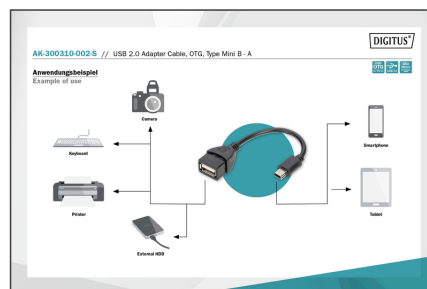 DIGITUS®
AK-300310-002-S // USB 2.0 Adapter Cable, OTG, Type Mini B - A
Anwendungsbeispiel
Example of use
OTG
Camera
Keyboard
Smartphone
Printer
Tablet
External HDD